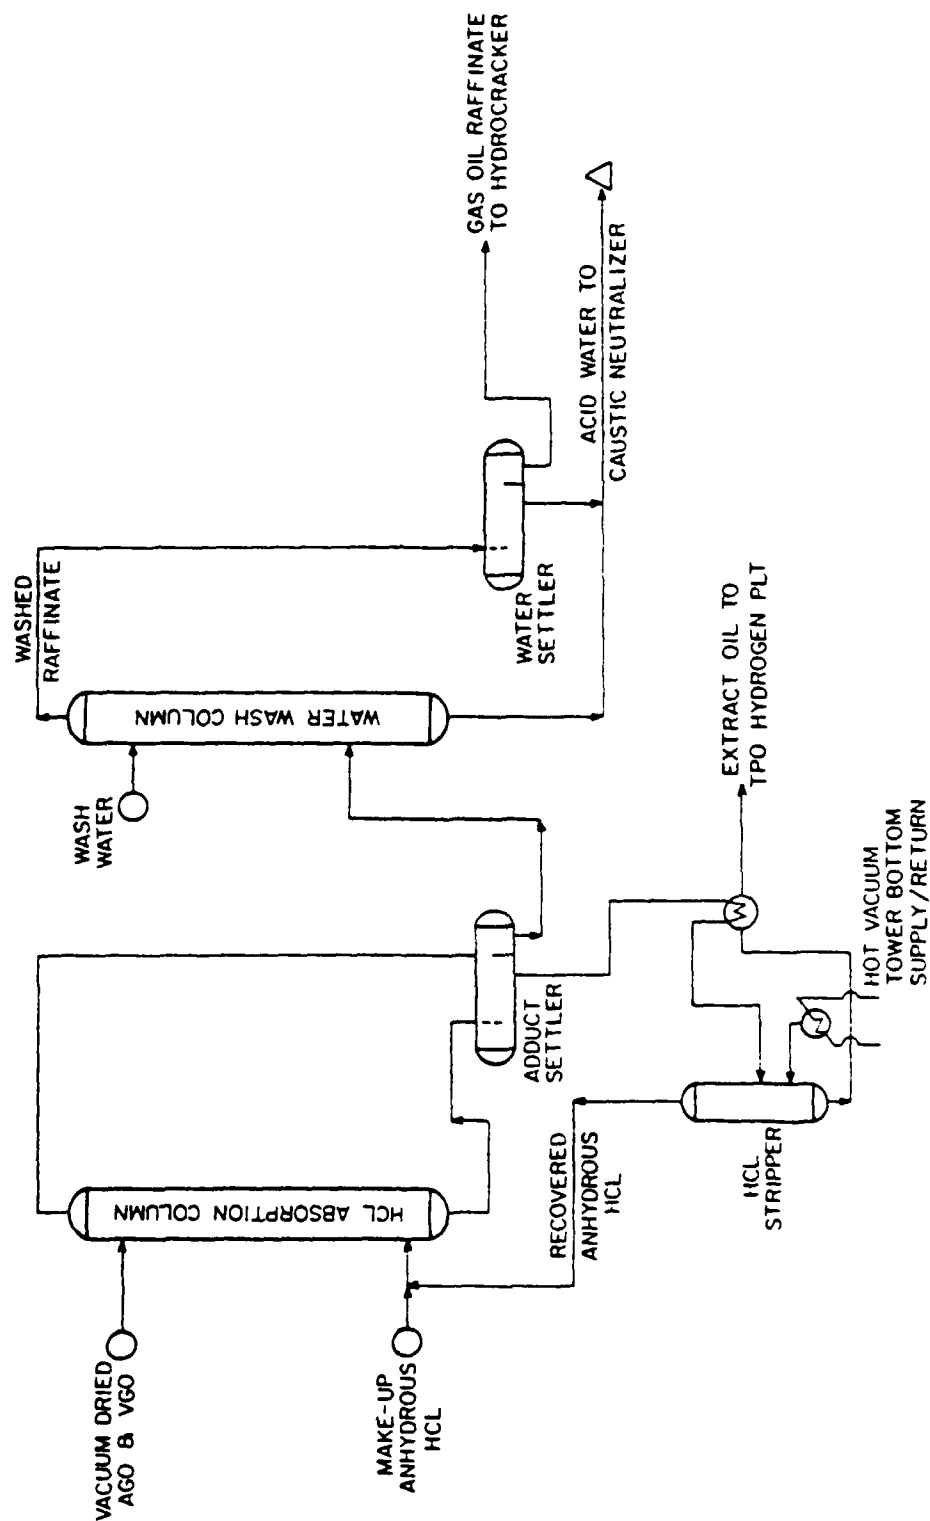 VACUUM DRIED
AGO & VGO
MAKE-UP
ANHYDROUS
HCL
HCL ABSORPTION COLUMN
RECOVERED
ANHYDROUS
HCL
HCL
STRIPPER
ADDUCT
SETTLER
HOT VACUUM
TOWER BOTTOM
SUPPLY/RETURN
EXTRACT OIL TO
TPO HYDROGEN PLT
WASH
WATER
WATER WASH COLUMN
WASHED
RAFFINATE
WATER
SETTLER
ACID WATER TO
CAUSTIC NEUTRALIZER
GAS OIL RAFFINATE
TO HYDROCRACKER